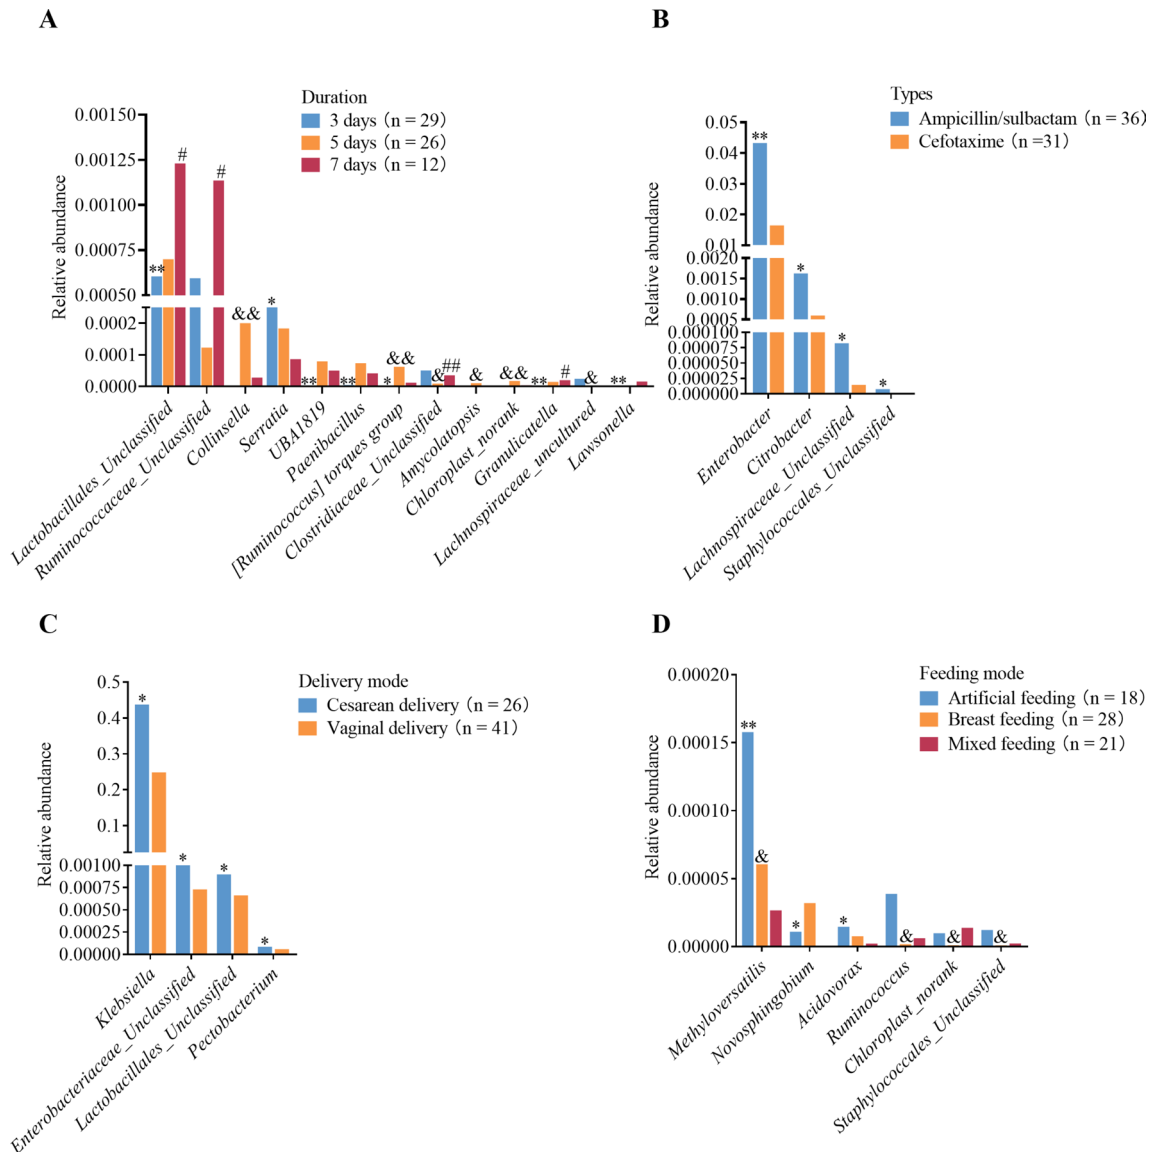 A
Duration
3 days (n = 29)
5 days (n = 26)
7 days (n = 12)
Relative abundance
0.00150
0.00125
0.00100
0.00075
0.00050
0.0002
0.0001
0.0000
**
#
#
&&
*
**
**
*
&&
&
##
&
&&
**
#
&
**
Lactobacillales_Unclassified
Ruminoccaceae_Unclassified
Collinsella
Serratia
UBA1819
Paenibacillus
[Ruminococcus] torques group
Clostridiaceae_Unclassified
Amycolatopsis
Chloroplast_norank
Granulicatella
Lachnospiraceae_uncultured
Lawsonella
B
Types
Ampicillin/sulbactam (n = 36)
Cefotaxime (n =31)
Relative abundance
0.05
0.04
0.03
0.02
0.01
0.0020
0.0015
0.0010
0.0005
0.000100
0.000075
0.000050
0.000025
0.000000
**
*
*
*
Enterobacter
Citrobacter
Lachnospiraceae_Unclassified
Staphylococcales_Unclassified
C
Delivery mode
Cesarean delivery (n = 26)
Vaginal delivery (n = 41)
Relative abundance
0.5
0.4
0.3
0.2
0.1
0.00100
0.00075
0.00050
0.00025
0.00000
*
*
*
*
Klebsiella
Enterobacteriaceae_Unclassified
Lactobacillales_Unclassified
Pectobacterium
D
Feeding mode
Artificial feeding (n = 18)
Breast feeding (n = 28)
Mixed feeding (n = 21)
Relative abundance
0.00020
0.00015
0.00010
0.00005
0.00000
**
&
*
*
&
&
&
Methyloversatilis
Novosphingobium
Acidovorax
Ruminococcus
Chloroplast_norank
Staphylococcales_Unclassified